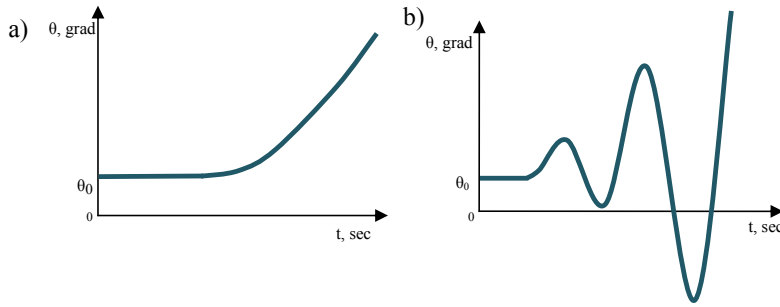 a)
θ, grad
θ0
0
t, sec
b)
θ, grad
θ0
0
t, sec